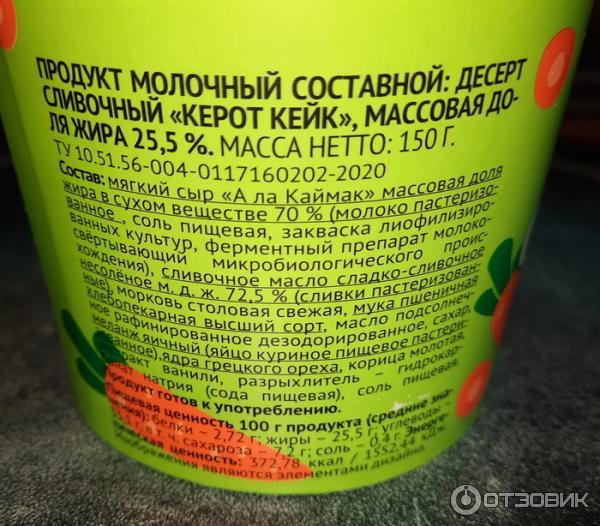 ПРОДУКТ МОЛОЧНЫЙ СОСТАВНОЙ: ДЕСЕРТ
СЛИВОЧНЫЙ «КЕРОТ КЕЙК», МАССОВАЯ ДО-
ЛЯ ЖИРА 25,5 %. МАССА НЕТТО: 150 Г.
ТУ 10.51.56-004-0117160202-2020
Состав: мягкий сыр «А ла Каймак» массовая доля
жира в сухом веществе 70 % (молоко пастеризо-
ванное, соль пищевая, закваска лиофилизиро-
ванных культур, ферментный препарат молоко-
свёртывающий микробиологического проис-
хождения), сливочное масло сладко-сливочное
несолёное м. д. ж. 72,5 % (сливки пастеризован-
ные) морковь столовая свежая, мука пшеничная
хлебопекарная высший сорт, масло подсолнеч-
ное рафинированное дезодорированное, сахар,
меланж яичный (яйцо куриное пищевое пастери-
зованное), ядра грецкого ореха, корица молотая,
экстракт ванили, разрыхлитель – гидрокар-
бонат натрия (сода пищевая), соль пищевая.
Продукт готов к употреблению.
Пищевая ценность 100 г продукта (средние зна-
чения): белки – 2,72 г; жиры – 25,5 г; углеводы –
г, в т. ч. сахароза – 7,2 г; соль – 0,4 г. Энерге-
тическая ценность: 372,78 ккал / 1552,44 кДж.
Изображения являются элементами дизайна.
ОТЗОВИК